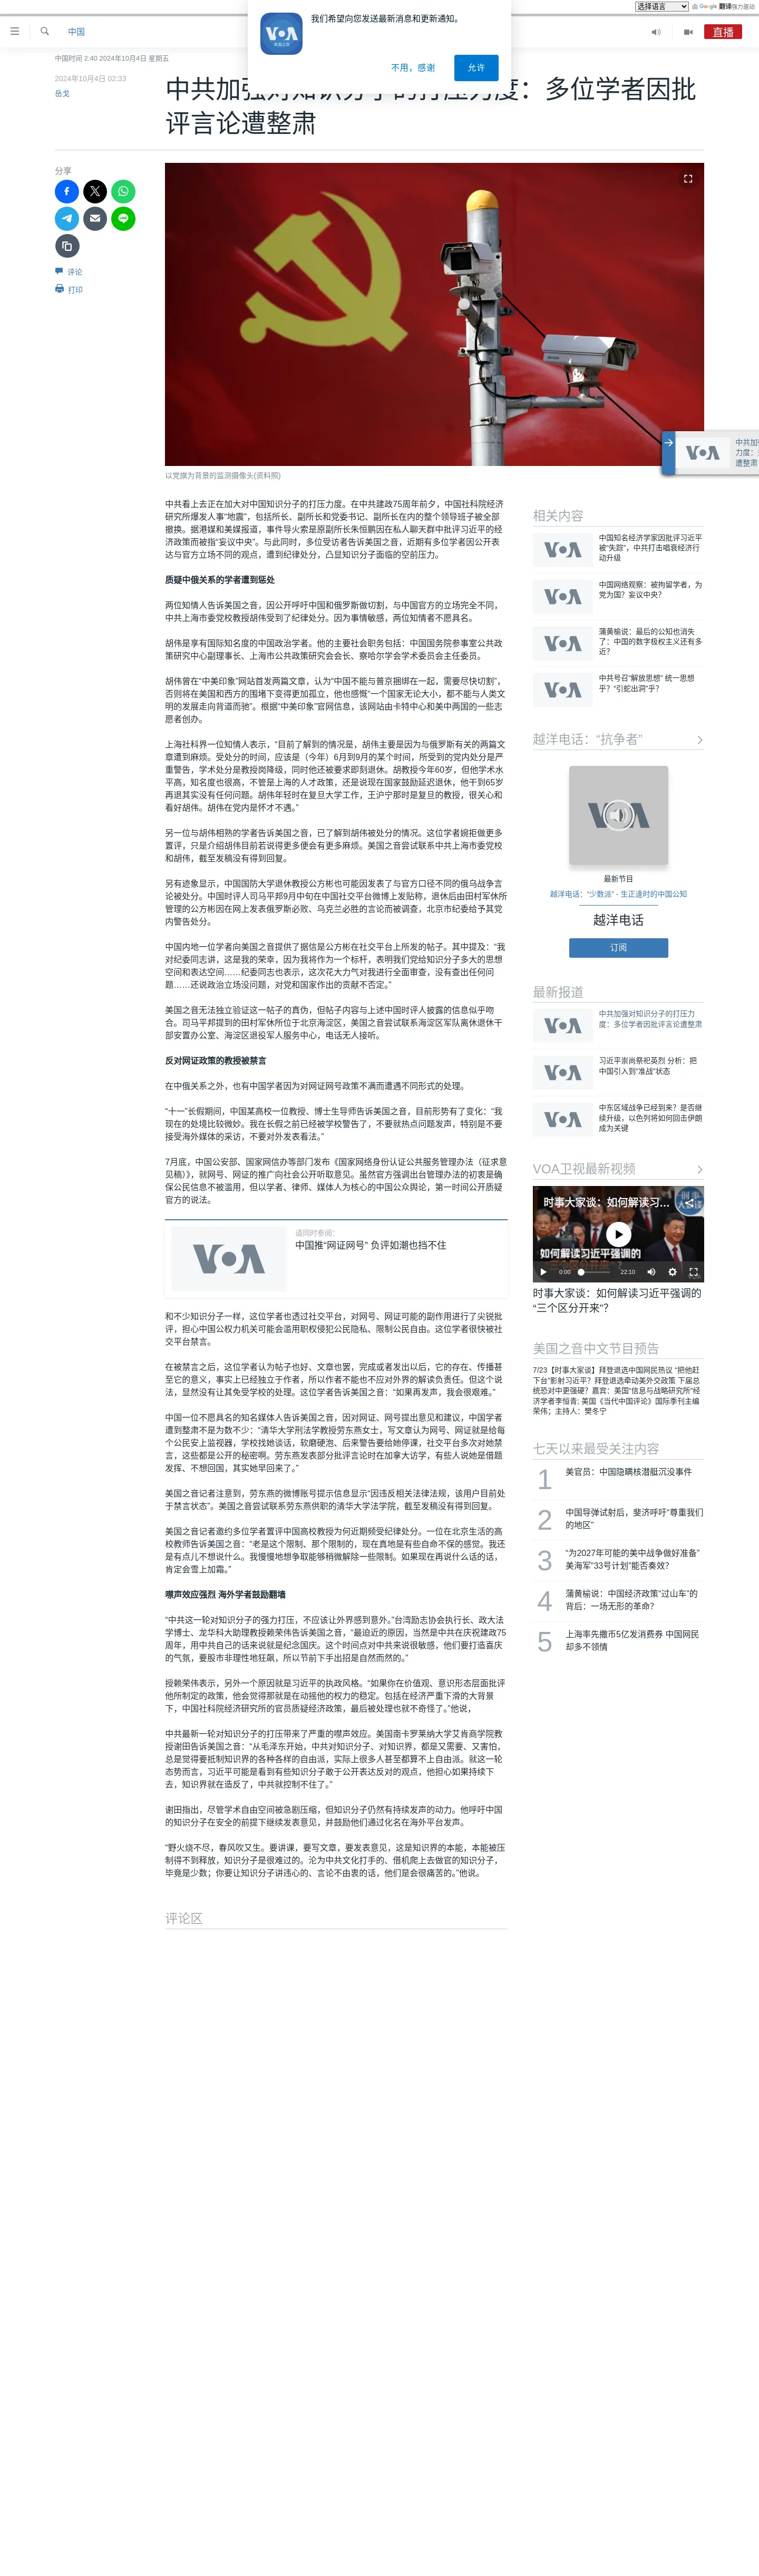 选择语言 由 Google 翻译强力驱动
我们希望向您发送最新消息和更新通知。
不用，感谢
允许
中国
直播
中国时间 2:40 2024年10月4日 星期五
2024年10月4日 02:33
岳戈
中共加强对知识分子的打压力度：多位学者因批
评言论遭整肃
分享
评论
打印
以党旗为背景的监测摄像头(资料照)
中共看上去正在加大对中国知识分子的打压力度。在中共建政75周年前夕，中国社科院经济
研究所爆发人事“地震”，包括所长、副所长和党委书记、副所长在内的整个领导班子被全部
撤换。据港媒和美媒报道，事件导火索是原副所长朱恒鹏因在私人聊天群中批评习近平的经
济政策而被指“妄议中央”。与此同时，多位受访者告诉美国之音，近期有多位学者因公开表
达与官方立场不同的观点，遭到纪律处分，凸显知识分子面临的空前压力。
质疑中俄关系的学者遭到惩处
两位知情人告诉美国之音，因公开呼吁中国和俄罗斯做切割，与中国官方的立场完全不同，
中共上海市委党校教授胡伟受到了纪律处分。因为事情敏感，两位知情者不愿具名。
胡伟是享有国际知名度的中国政治学者。他的主要社会职务包括：中国国务院参事室公共政
策研究中心副理事长、上海市公共政策研究会会长、察哈尔学会学术委员会主任委员。
胡伟曾在“中美印象”网站首发两篇文章，认为“中国不能与普京捆绑在一起，需要尽快切割”，
否则将在美国和西方的围堵下变得更加孤立，他也感慨“一个国家无论大小，都不能与人类文
明的发展走向背道而驰”。根据“中美印象”官网信息，该网站由卡特中心和美中两国的一些志
愿者创办。
上海社科界一位知情人表示，“目前了解到的情况是，胡伟主要是因为与俄罗斯有关的两篇文
章遭到麻烦。受处分的时间，应该是（今年）6月到9月的某个时间，所受到的党内处分是严
重警告，学术处分是教授岗降级，同时他还被要求即刻退休。胡教授今年60岁，但他学术水
平高，知名度也很高，不管是上海的人才政策，还是说现在国家鼓励延迟退休，他干到65岁
再退其实没有任何问题。胡伟年轻时在复旦大学工作，王沪宁那时是复旦的教授，很关心和
看好胡伟。胡伟在党内是怀才不遇。”
另一位与胡伟相熟的学者告诉美国之音，已了解到胡伟被处分的情况。这位学者婉拒做更多
置评，只是介绍胡伟目前若说得更多便会有更多麻烦。美国之音尝试联系中共上海市委党校
和胡伟，截至发稿没有得到回复。
另有迹象显示，中国国防大学退休教授公方彬也可能因发表了与官方口径不同的俄乌战争言
论被处分。中国时评人司马平邦9月中旬在中国社交平台微博上发贴称，退休后由田村军休所
管理的公方彬因在网上发表俄罗斯必败、乌克兰必胜的言论而被调查，北京市纪委给予其党
内警告处分。
中国内地一位学者向美国之音提供了据信是公方彬在社交平台上所发的帖子。其中提及：“我
对纪委同志讲，这是我的荣幸，因为我将作为一个标杆，表明我们党给知识分子多大的思想
空间和表达空间……纪委同志也表示，这次花大力气对我进行全面审查，没有查出任何问
题……还说政治立场没问题，对党和国家作出的贡献不否定。”
美国之音无法独立验证这一帖子的真伪，但帖子内容与上述中国时评人披露的信息似乎吻
合。司马平邦提到的田村军休所位于北京海淀区，美国之音尝试联系海淀区军队离休退休干
部安置办公室、海淀区退役军人服务中心，电话无人接听。
反对网证政策的教授被禁言
在中俄关系之外，也有中国学者因为对网证网号政策不满而遭遇不同形式的处理。
“十一”长假期间，中国某高校一位教授、博士生导师告诉美国之音，目前形势有了变化：“我
现在的处境比较微妙。我在长假之前已经被学校警告了，不要就热点问题发声，特别是不要
接受海外媒体的采访，不要对外发表看法。”
7月底，中国公安部、国家网信办等部门发布《国家网络身份认证公共服务管理办法（征求意
见稿）》，就网号、网证的推广向社会公开听取意见。虽然官方强调出台管理办法的初衷是确
保公民信息不被滥用，但以学者、律师、媒体人为核心的中国公众舆论，第一时间公开质疑
官方的说法。
请同时参阅：
中国推“网证网号” 负评如潮也挡不住
和不少知识分子一样，这位学者也透过社交平台，对网号、网证可能的副作用进行了尖锐批
评，担心中国公权力机关可能会滥用职权侵犯公民隐私、限制公民自由。这位学者很快被社
交平台禁言。
在被禁言之后，这位学者认为帖子也好、文章也罢，完成或者发出以后，它的存在、传播甚
至它的意义，事实上已经独立于作者，所以作者不能也不应对外界的解读负责任。但这个说
法，显然没有让其免受学校的处理。这位学者告诉美国之音：“如果再发声，我会很艰难。”
中国一位不愿具名的知名媒体人告诉美国之音，因对网证、网号提出意见和建议，中国学者
遭到整肃不是为数不少：“清华大学刑法学教授劳东燕女士，写文章认为网号、网证就是给每
个公民安上监视器，学校找她谈话，软磨硬泡、后来警告要给她停课，社交平台多次对她禁
言，这些都是公开的秘密啊。劳东燕发表部分批评言论时在加拿大访学，有些人说她是借题
发挥、不想回国，其实她早回来了。”
美国之音记者注意到，劳东燕的微博账号提示信息显示“因违反相关法律法规，该用户目前处
于禁言状态”。美国之音尝试联系劳东燕供职的清华大学法学院，截至发稿没有得到回复。
美国之音记者邀约多位学者置评中国高校教师为何近期频受纪律处分。一位在北京生活的高
校教师告诉美国之音：“老是这个限制、那个限制的，现在真地是有些自命不保的感觉。我还
是有点儿不想说什么。我慢慢地想争取能够稍微解除一些限制。如果现在再说什么话的话，
肯定会雪上加霜。”
噤声效应强烈 海外学者鼓励翻墙
“中共这一轮对知识分子的强力打压，不应该让外界感到意外。”台湾励志协会执行长、政大法
学博士、龙华科大助理教授赖荣伟告诉美国之音，“最迫近的原因，当然是中共在庆祝建政75
周年，用中共自己的话来说就是纪念国庆。这个时间点对中共来说很敏感，他们要打造喜庆
的气氛，要股市非理性地狂飙，所以节前下手出招是自然而然的。”
授赖荣伟表示，另外一个原因就是习近平的执政风格。“如果你在价值观、意识形态层面批评
他所制定的政策，他会觉得那就是在动摇他的权力的稳定。包括在经济严重下滑的大背景
下，中国社科院经济研究所的官员质疑经济政策，最后被处理也就不奇怪了。”他说，
中共最新一轮对知识分子的打压带来了严重的噤声效应。美国南卡罗莱纳大学艾肯商学院教
授谢田告诉美国之音：“从毛泽东开始，中共对知识分子、对知识界，都是又需要、又害怕，
总是觉得要抵制知识界的各种各样的自由派，实际上很多人甚至都算不上自由派。就这一轮
态势而言，习近平可能是看到有些知识分子敢于公开表达反对的观点，他担心如果持续下
去，知识界就在造反了，中共就控制不住了。”
谢田指出，尽管学术自由空间被急剧压缩，但知识分子仍然有持续发声的动力。他呼吁中国
的知识分子在安全的前提下继续发表意见，并鼓励他们通过化名在海外平台发声。
“野火烧不尽，春风吹又生。要讲课，要写文章，要发表意见，这是知识界的本能，本能被压
制得不到释放，知识分子是很难过的。沦为中共文化打手的、借机爬上去做官的知识分子，
毕竟是少数；你要让知识分子讲违心的、言论不由衷的话，他们是会很痛苦的。”他说。
评论区
中共加强
力度：多
遭整肃
相关内容
中国知名经济学家因批评习近平
被“失踪”，中共打击唱衰经济行
动升级
中国网络观察：被拘留学者，为
党为国？妄议中央？
蒲黄榆说：最后的公知也消失
了：中国的数字极权主义还有多
远？
中共号召“解放思想” 统一思想
乎？“引蛇出洞”乎？
越洋电话：“抗争者”
最新节目
越洋电话：“少数派” - 生正逢时的中国公知
越洋电话
订阅
最新报道
中共加强对知识分子的打压力
度：多位学者因批评言论遭整肃
习近平崇尚祭祀英烈 分析：把
中国引入到“准战”状态
中东区域战争已经到来？是否继
续升级，以色列将如何回击伊朗
成为关键
VOA卫视最新视频
时事大家谈：如何解读习...
如何解读习近平强调的
0:00 22:10
时事大家谈：如何解读习近平强调的
“三个区分开来”？
美国之音中文节目预告
7/23【时事大家谈】拜登退选中国网民热议 “把他赶
下台”影射习近平？拜登退选牵动美外交政策 下届总
统恐对中更强硬？嘉宾：美国“信息与战略研究所”经
济学者李恒青; 美国《当代中国评论》国际季刊主编
荣伟；主持人：樊冬宁
七天以来最受关注内容
1 美官员：中国隐瞒核潜艇沉没事件
2 中国导弹试射后，斐济呼吁“尊重我们
的地区”
3 “为2027年可能的美中战争做好准备”
美海军“33号计划”能否奏效？
4 蒲黄榆说：中国经济政策“过山车”的
背后：一场无形的革命？
5 上海率先撒币5亿发消费券 中国网民
却多不领情